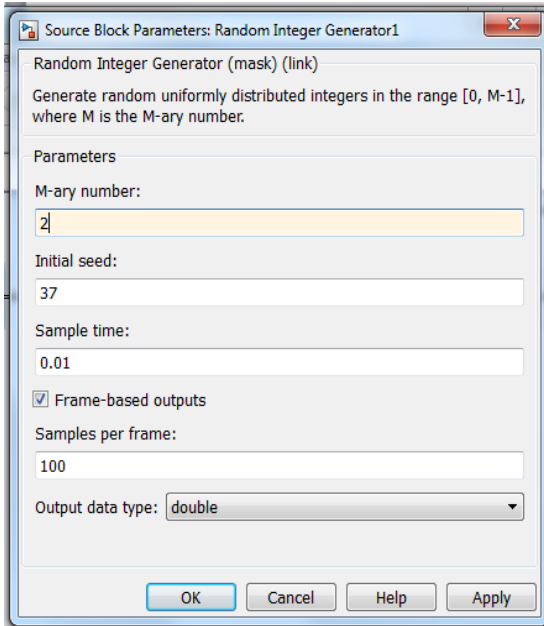 Source Block Parameters: Random Integer Generator1
Random Integer Generator (mask) (link)
Generate random uniformly distributed integers in the range [0, M-1],
where M is the M-ary number.
Parameters
M-ary number:
2
Initial seed:
37
Sample time:
0.01
Frame-based outputs
Samples per frame:
100
Output data type: double
OK Cancel Help Apply